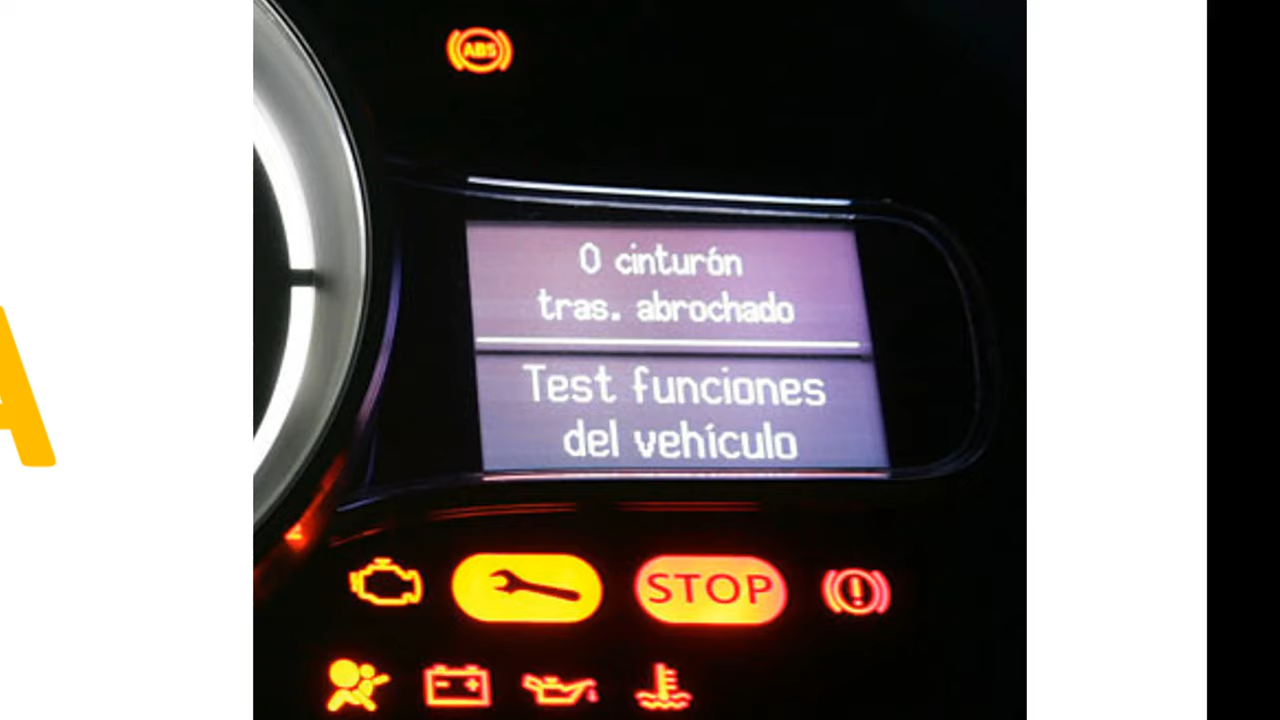 A
ABS
0 cinturón
tras. abrochado
Test funciones
del vehículo
STOP